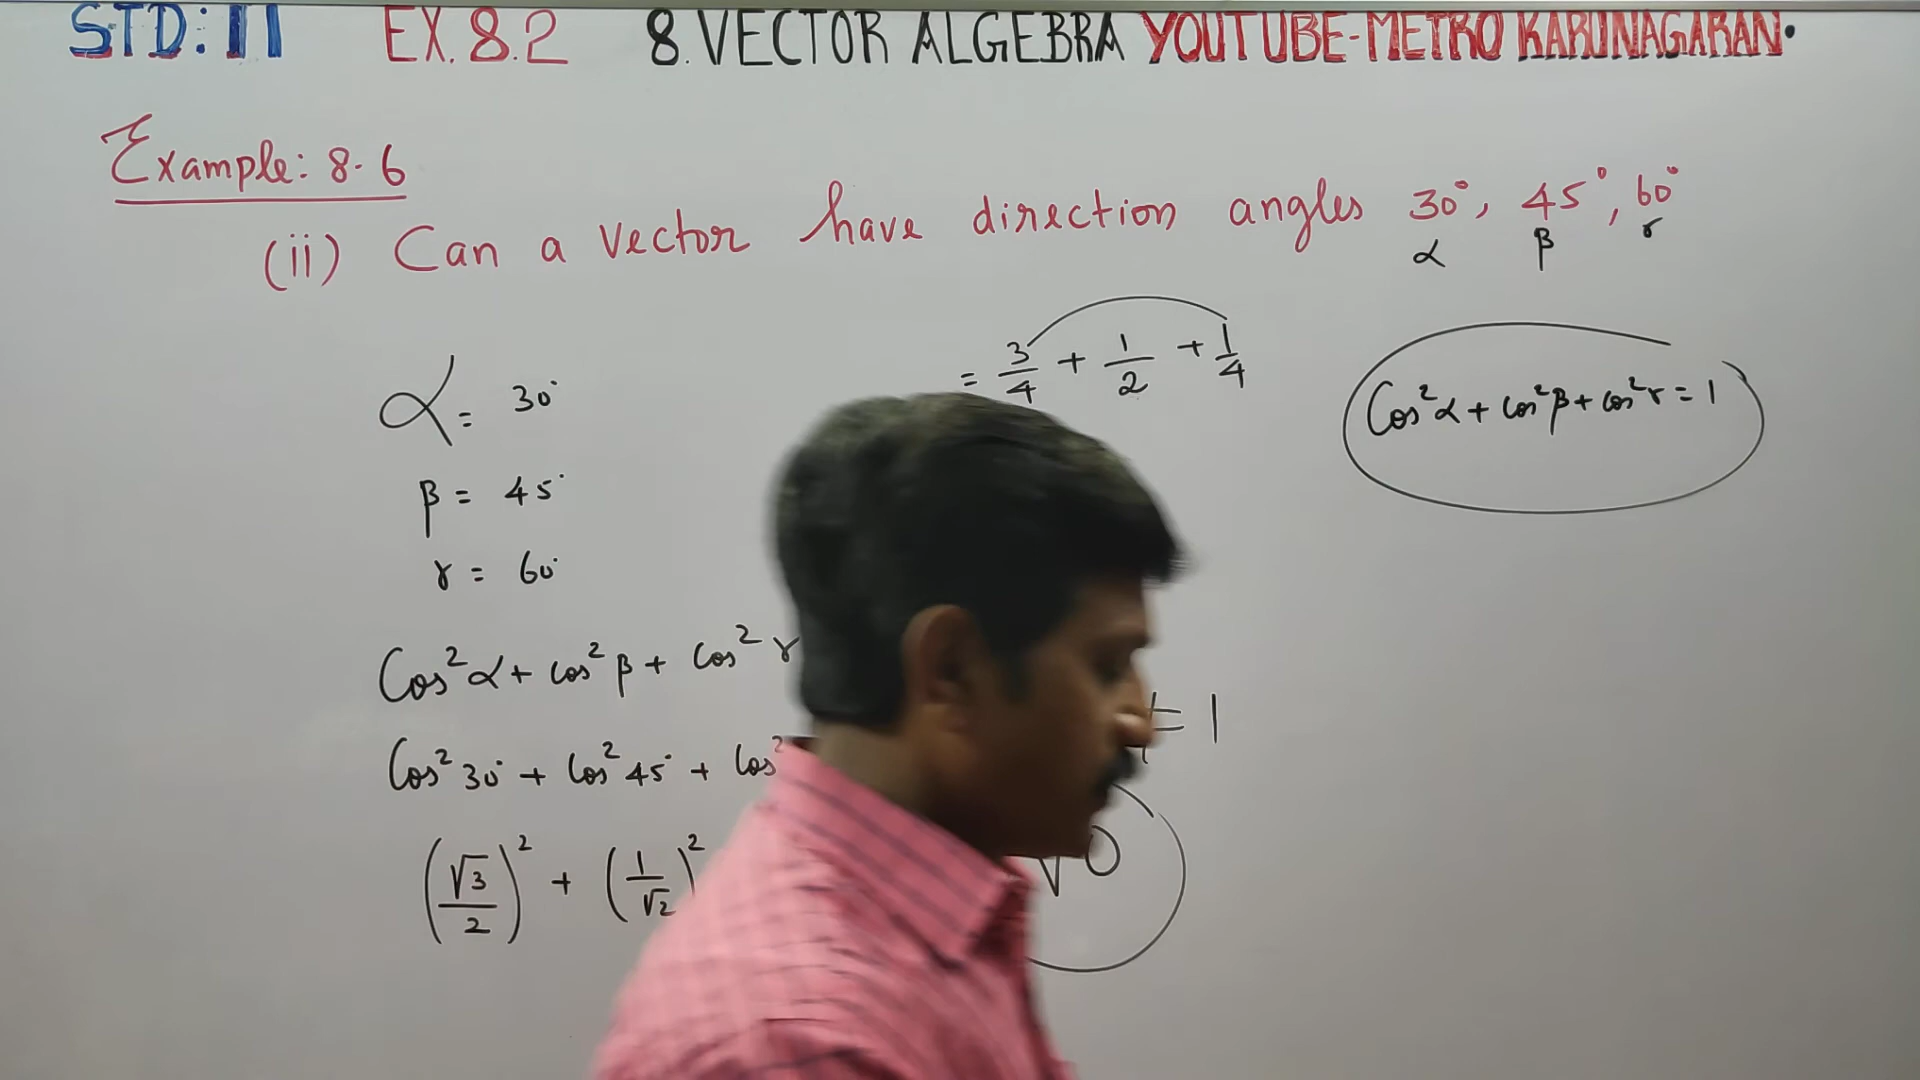 STD: 11 EX. 8.2 8. VECTOR ALGEBRA YOUTUBE-METRO KARUNAGARAN.
Example: 8.6
(ii) Can a vector have direction angles 30°, 45°, 60°
α β γ
α = 30°
β = 45°
γ = 60°
Cos²α + cos²β + cos²γ
Cos²30° + Cos²45° + Cos²
(√3/2)² + (1/√2)²
= 3/4 + 1/2 + 1/4
≠ 1
Cos²α + cos²β + cos²γ = 1